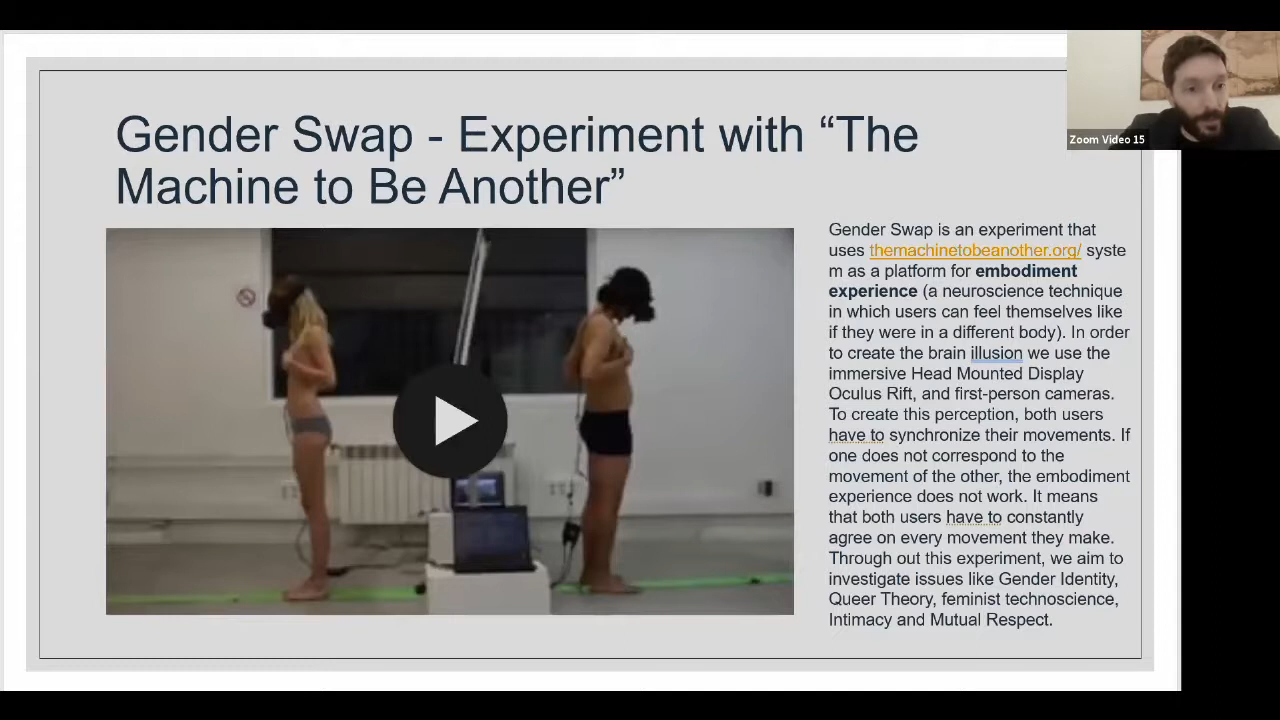 Gender Swap - Experiment with “The
Machine to Be Another”
Gender Swap is an experiment that
uses themachinetobeanother.org/ syste
m as a platform for embodiment
experience (a neuroscience technique
in which users can feel themselves like
if they were in a different body). In order
to create the brain illusion we use the
immersive Head Mounted Display
Oculus Rift, and first-person cameras.
To create this perception, both users
have to synchronize their movements. If
one does not correspond to the
movement of the other, the embodiment
experience does not work. It means
that both users have to constantly
agree on every movement they make.
Through out this experiment, we aim to
investigate issues like Gender Identity,
Queer Theory, feminist technoscience,
Intimacy and Mutual Respect.
Zoom Video 15